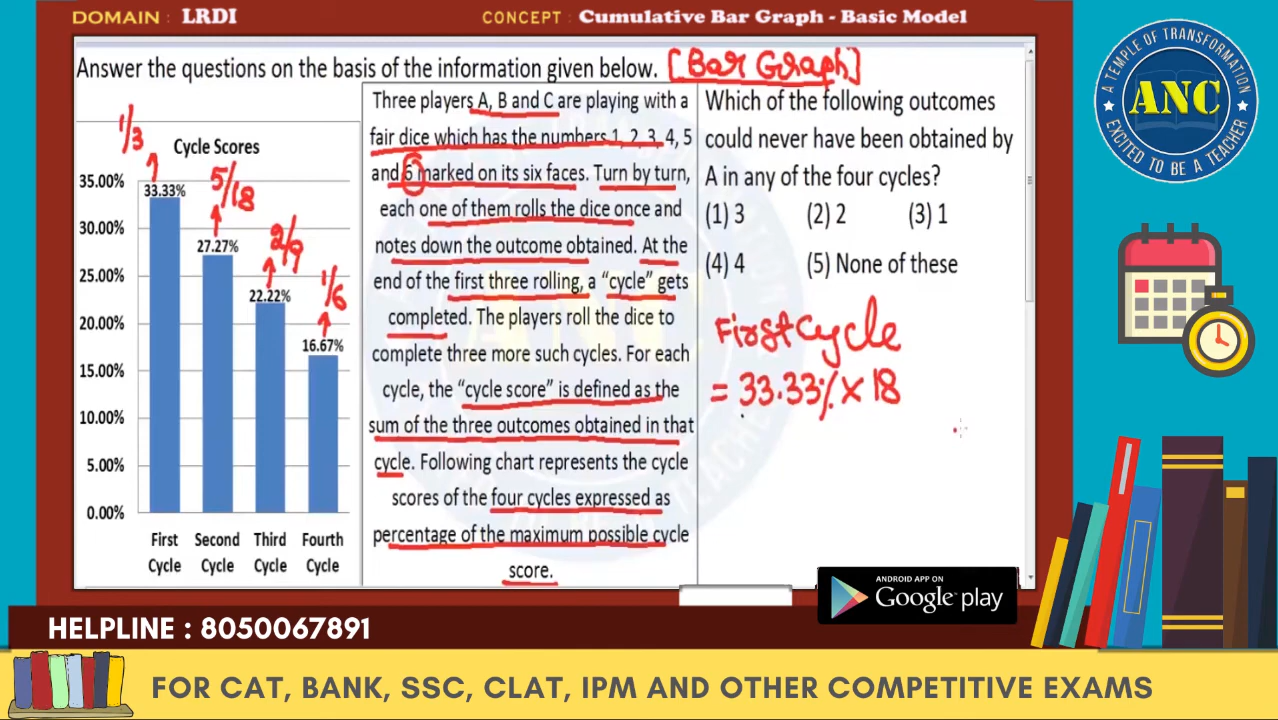 DOMAIN : LRDI
CONCEPT : Cumulative Bar Graph - Basic Model
Answer the questions on the basis of the information given below. [Bar Graph]
Cycle Scores
1/3
5/18
2/9
1/6
35.00%
30.00%
25.00%
20.00%
15.00%
10.00%
5.00%
0.00%
33.33%
27.27%
22.22%
16.67%
First Cycle
Second Cycle
Third Cycle
Fourth Cycle
Three players A, B and C are playing with a
fair dice which has the numbers 1, 2, 3, 4, 5
and 6 marked on its six faces. Turn by turn,
each one of them rolls the dice once and
notes down the outcome obtained. At the
end of the first three rolling, a “cycle” gets
completed. The players roll the dice to
complete three more such cycles. For each
cycle, the “cycle score” is defined as the
sum of the three outcomes obtained in that
cycle. Following chart represents the cycle
scores of the four cycles expressed as
percentage of the maximum possible cycle
score.
Which of the following outcomes
could never have been obtained by
A in any of the four cycles?
(1) 3 (2) 2 (3) 1
(4) 4 (5) None of these
First Cycle
= 33.33% × 18
A TEMPLE OF TRANSFORMATION
ANC
EXCITED TO BE A TEACHER
ANDROID APP ON
Google play
HELPLINE : 8050067891
FOR CAT, BANK, SSC, CLAT, IPM AND OTHER COMPETITIVE EXAMS